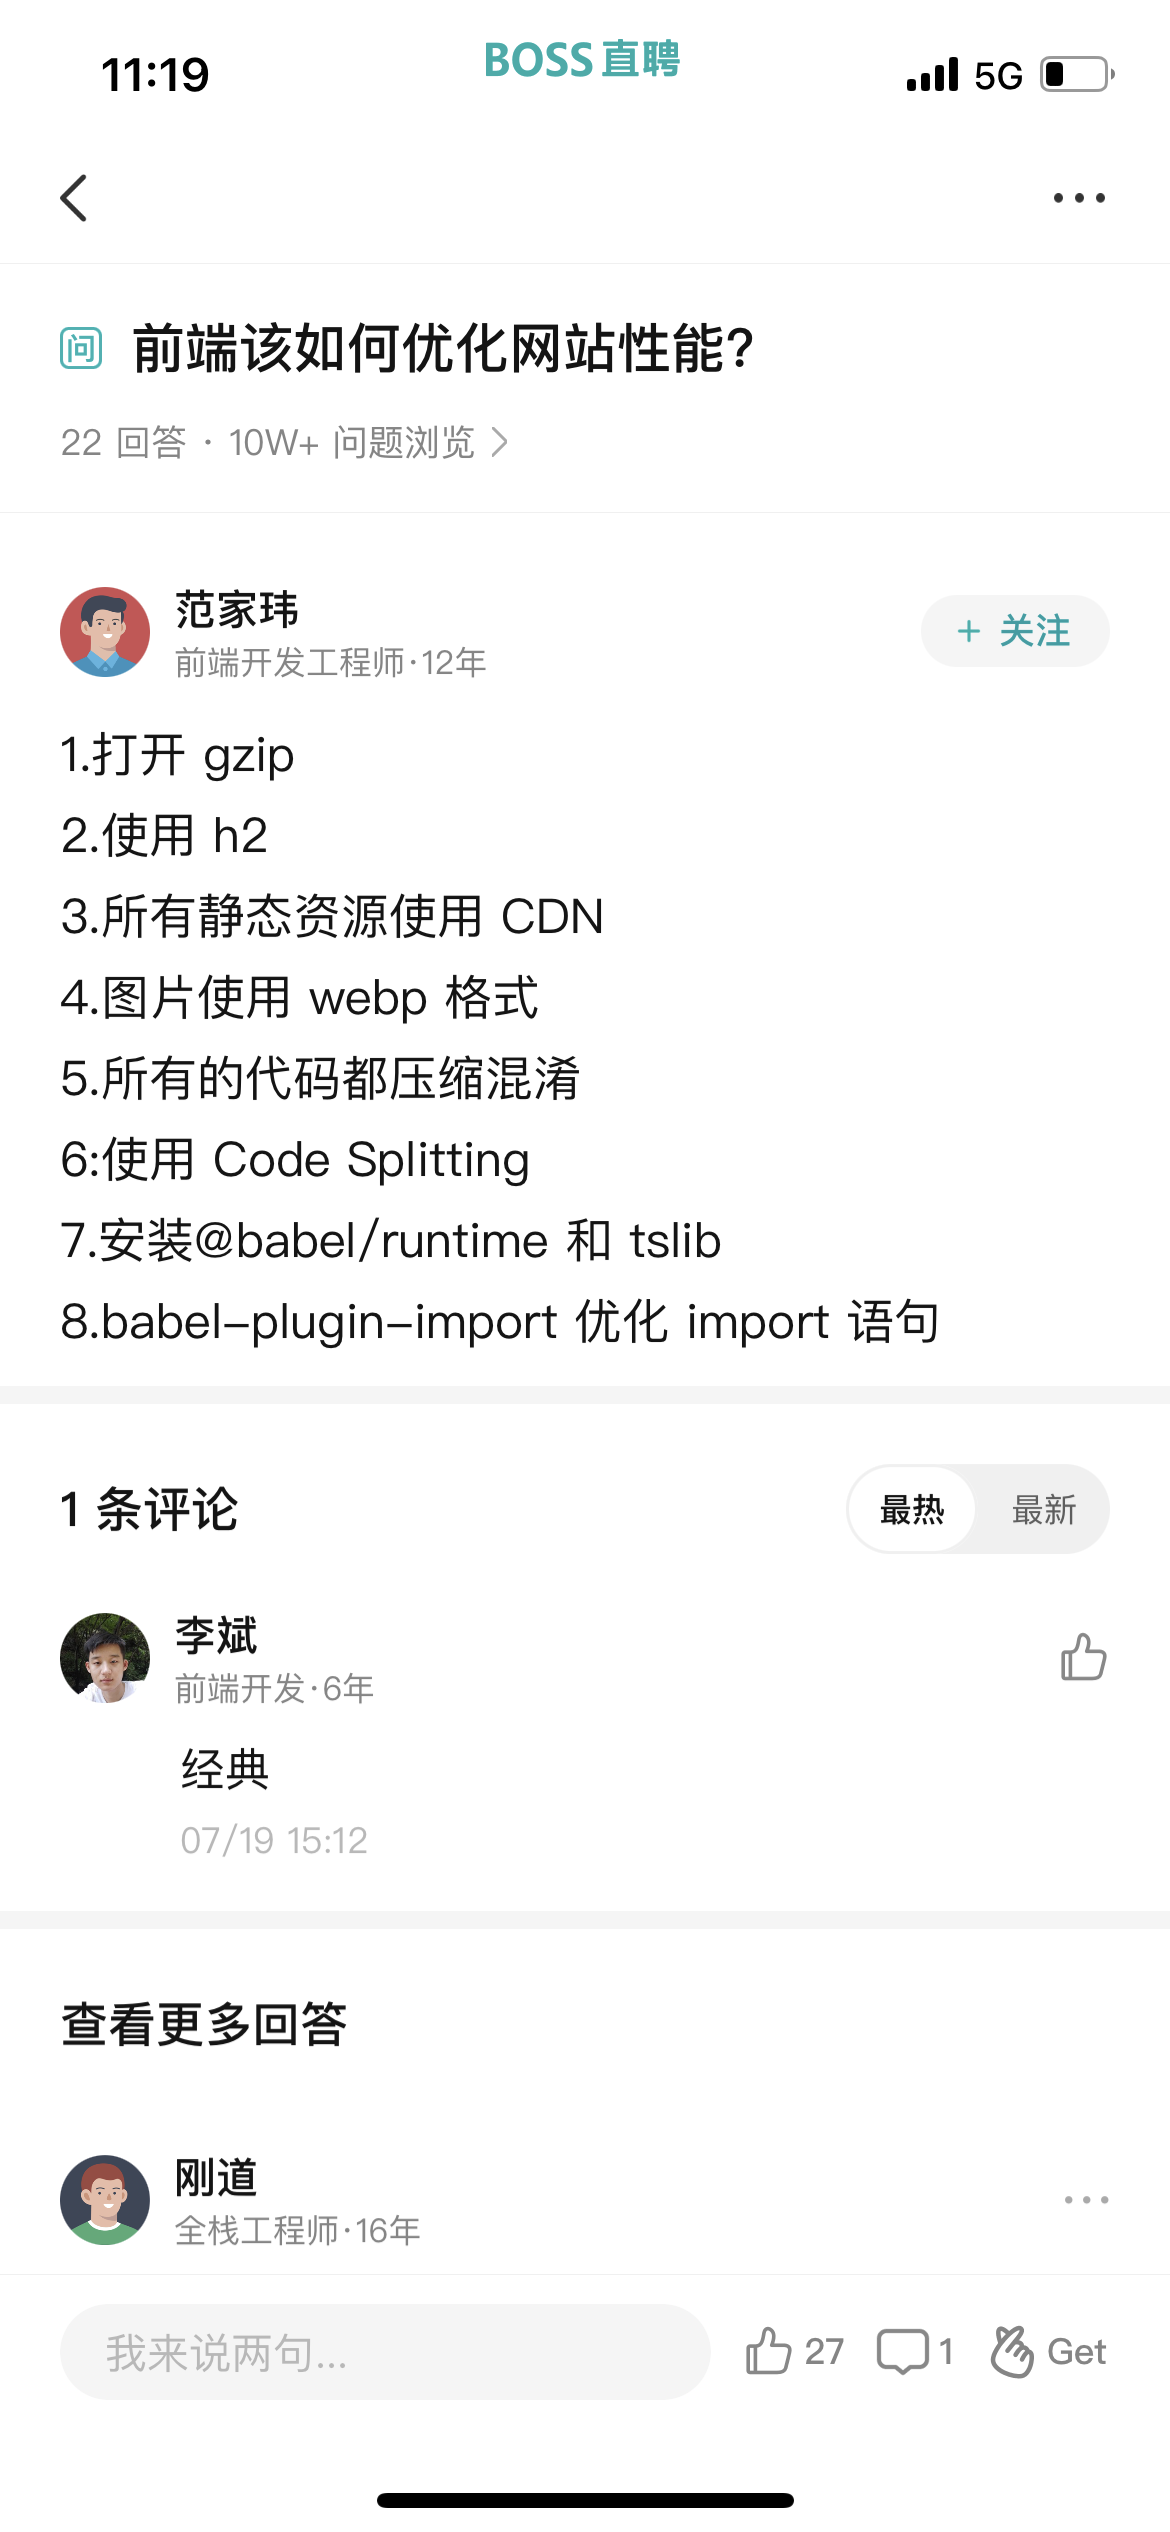 11:19
BOSS直聘
5G
问 前端该如何优化网站性能?
22 回答 · 10W+ 问题浏览
范家玮
前端开发工程师·12年
+ 关注
1.打开 gzip
2.使用 h2
3.所有静态资源使用 CDN
4.图片使用 webp 格式
5.所有的代码都压缩混淆
6:使用 Code Splitting
7.安装@babel/runtime 和 tslib
8.babel-plugin-import 优化 import 语句
1 条评论
最热 最新
李斌
前端开发·6年
经典
07/19 15:12
查看更多回答
刚道
全栈工程师·16年
我来说两句...
27
1
Get